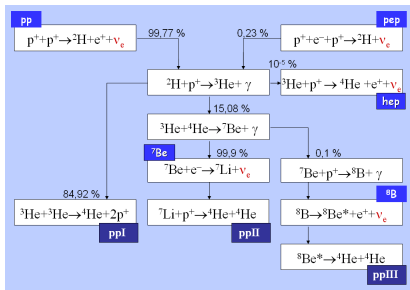 pp
pep
p⁺+p⁺→²H+e⁺+νₑ
99,77 %
0,23 %
p⁺+e⁻+p⁺→²H+νₑ
10⁻⁵ %
²H+p⁺→³He+ γ
³He+p⁺→ ⁴He +e⁺+νₑ
hep
15,08 %
³He+⁴He→⁷Be+ γ
⁷Be
99,9 %
0,1 %
⁷Be+e⁻→⁷Li+νₑ
⁷Be+p⁺→⁸B+ γ
84,92 %
⁸B
³He+³He→⁴He+2p⁺
⁷Li+p⁺→⁴He+⁴He
⁸B→⁸Be*+e⁺+νₑ
ppI
ppII
⁸Be*→⁴He+⁴He
ppIII